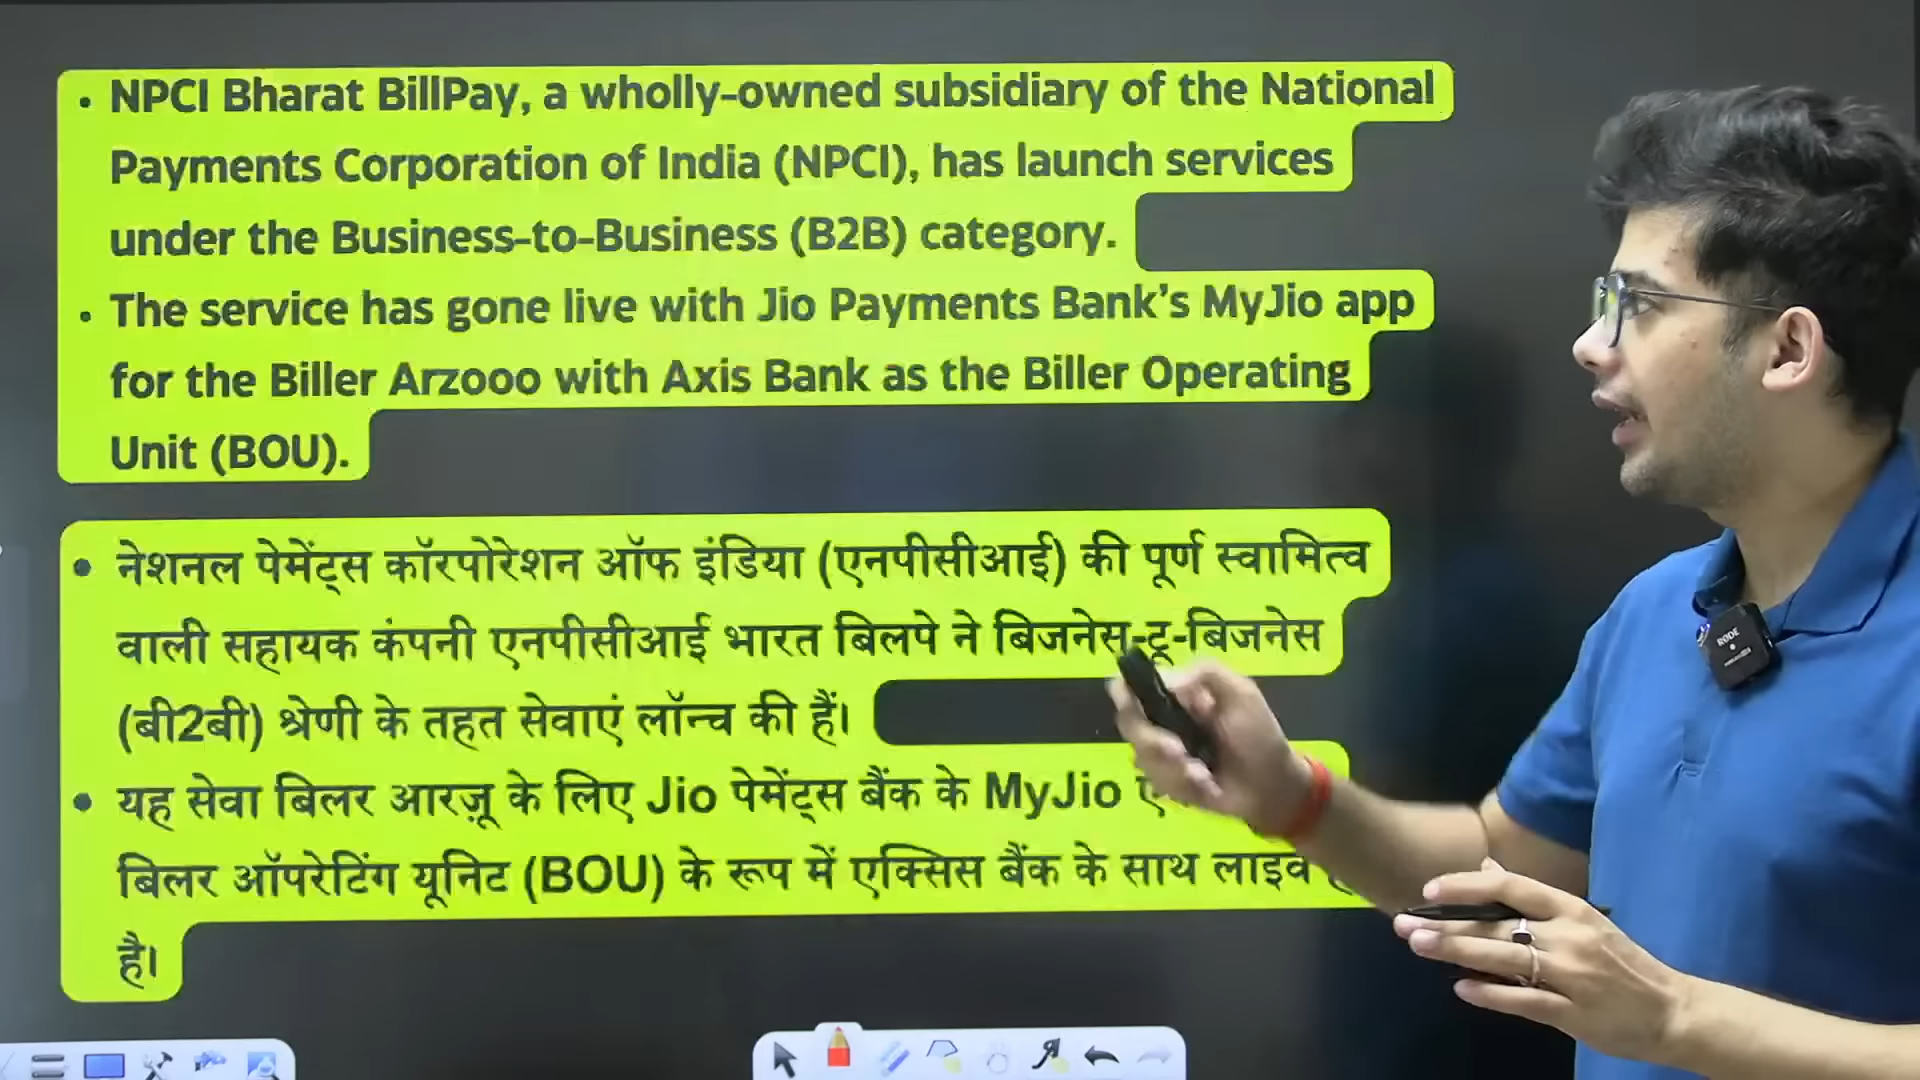 • NPCI Bharat BillPay, a wholly-owned subsidiary of the National
Payments Corporation of India (NPCI), has launch services
under the Business-to-Business (B2B) category.
• The service has gone live with Jio Payments Bank's MyJio app
for the Biller Arzooo with Axis Bank as the Biller Operating
Unit (BOU).
• नेशनल पेमेंट्स कॉरपोरेशन ऑफ इंडिया (एनपीसीआई) की पूर्ण स्वामित्व
वाली सहायक कंपनी एनपीसीआई भारत बिलपे ने बिजनेस-टू-बिजनेस
(बी2बी) श्रेणी के तहत सेवाएं लॉन्च की हैं।
• यह सेवा बिलर आरज़ू के लिए Jio पेमेंट्स बैंक के MyJio
बिलर ऑपरेटिंग यूनिट (BOU) के रूप में एक्सिस बैंक के साथ लाइव
है।
RODE